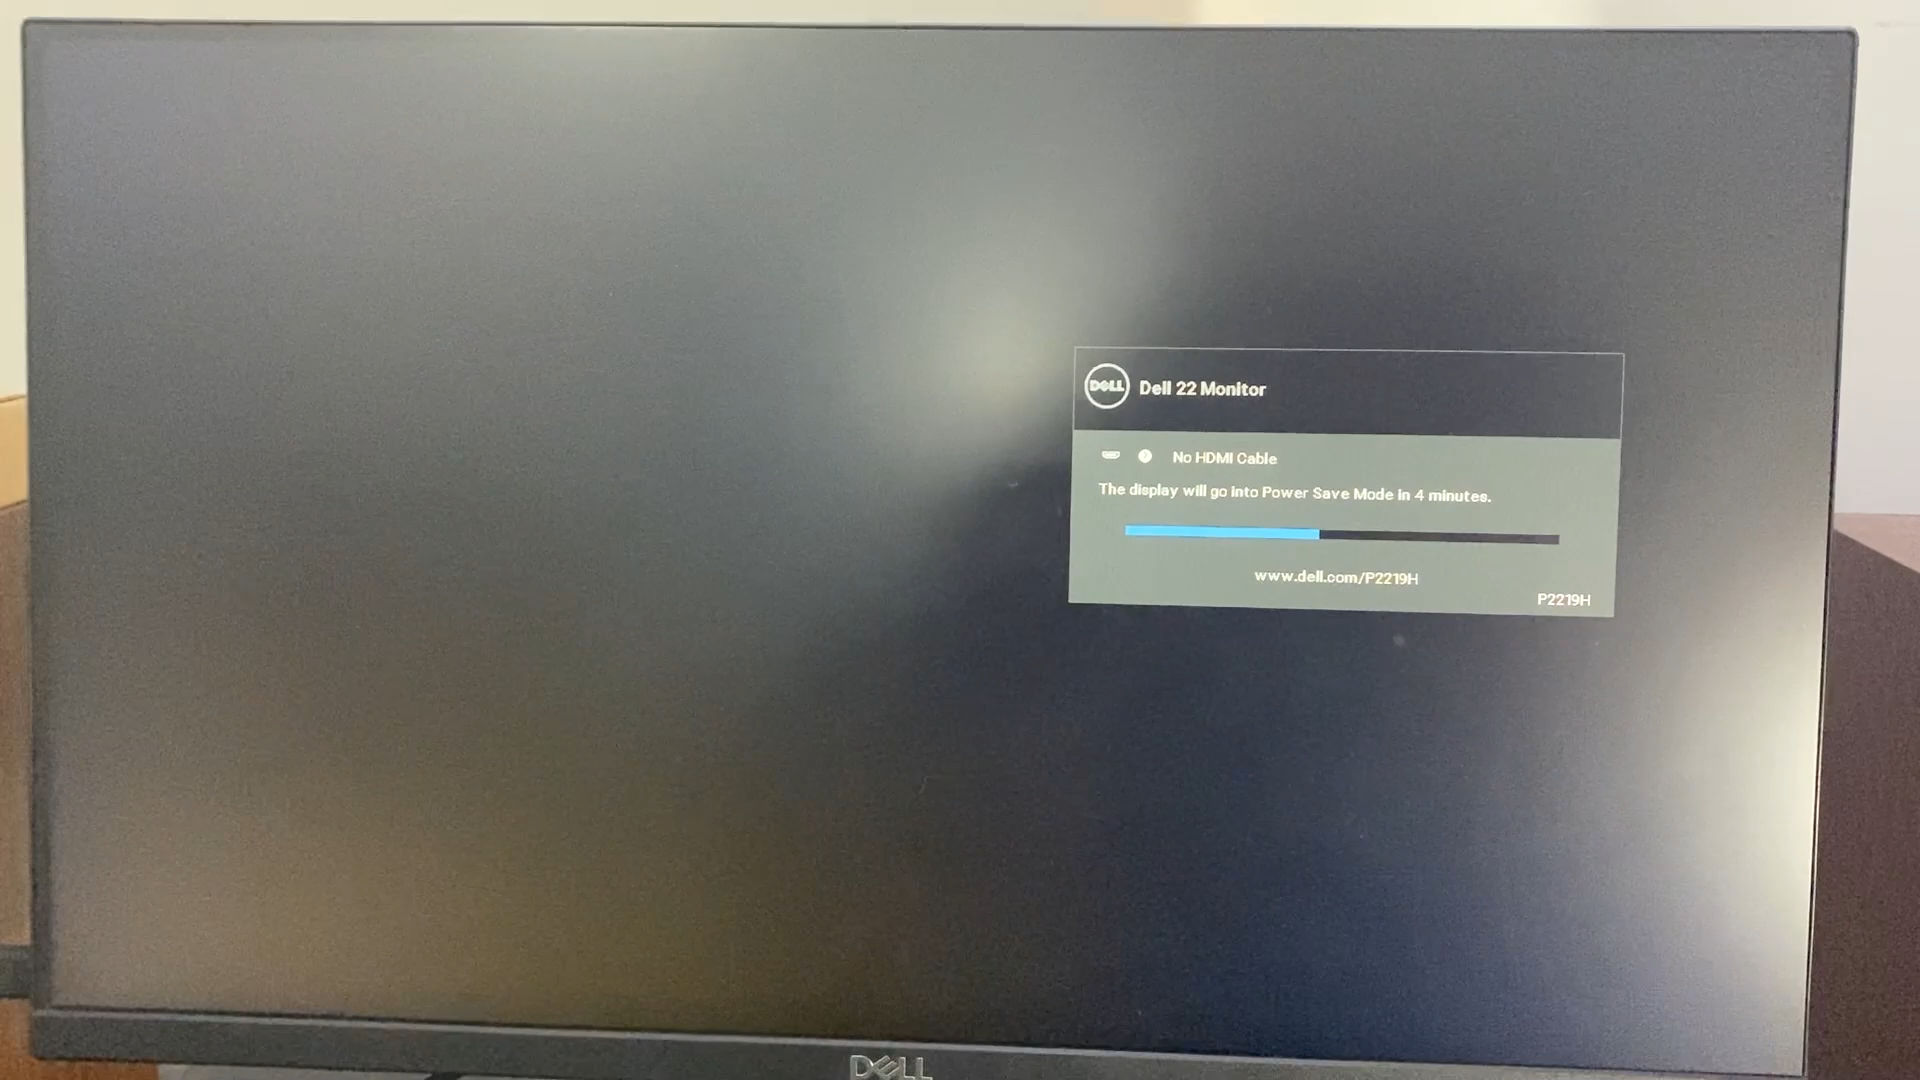 DELL Dell 22 Monitor
No HDMI Cable
The display will go into Power Save Mode in 4 minutes.
www.dell.com/P2219H
P2219H
DELL